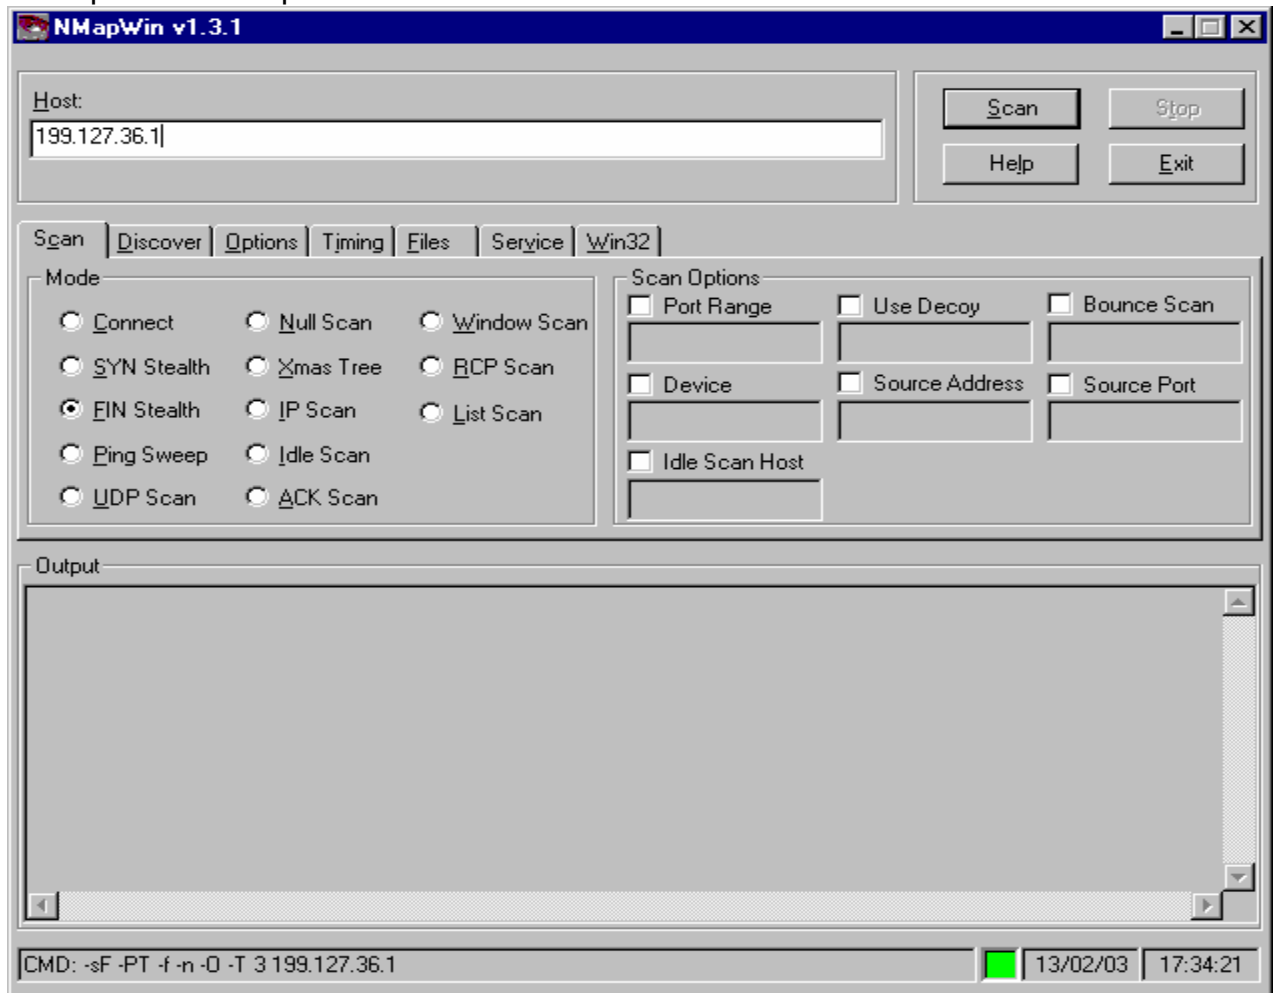 NMapWin v1.3.1
Host:
199.127.36.1
Scan
Stop
Help
Exit
Scan Discover Options Timing Files Service Win32
Mode
Connect Null Scan Window Scan
SYN Stealth Xmas Tree RCP Scan
FIN Stealth IP Scan List Scan
Ping Sweep Idle Scan
UDP Scan ACK Scan
Scan Options
Port Range Use Decoy Bounce Scan
Device Source Address Source Port
Idle Scan Host
Output
CMD: -sF -PT -f -n -O -T 3 199.127.36.1
13/02/03
17:34:21